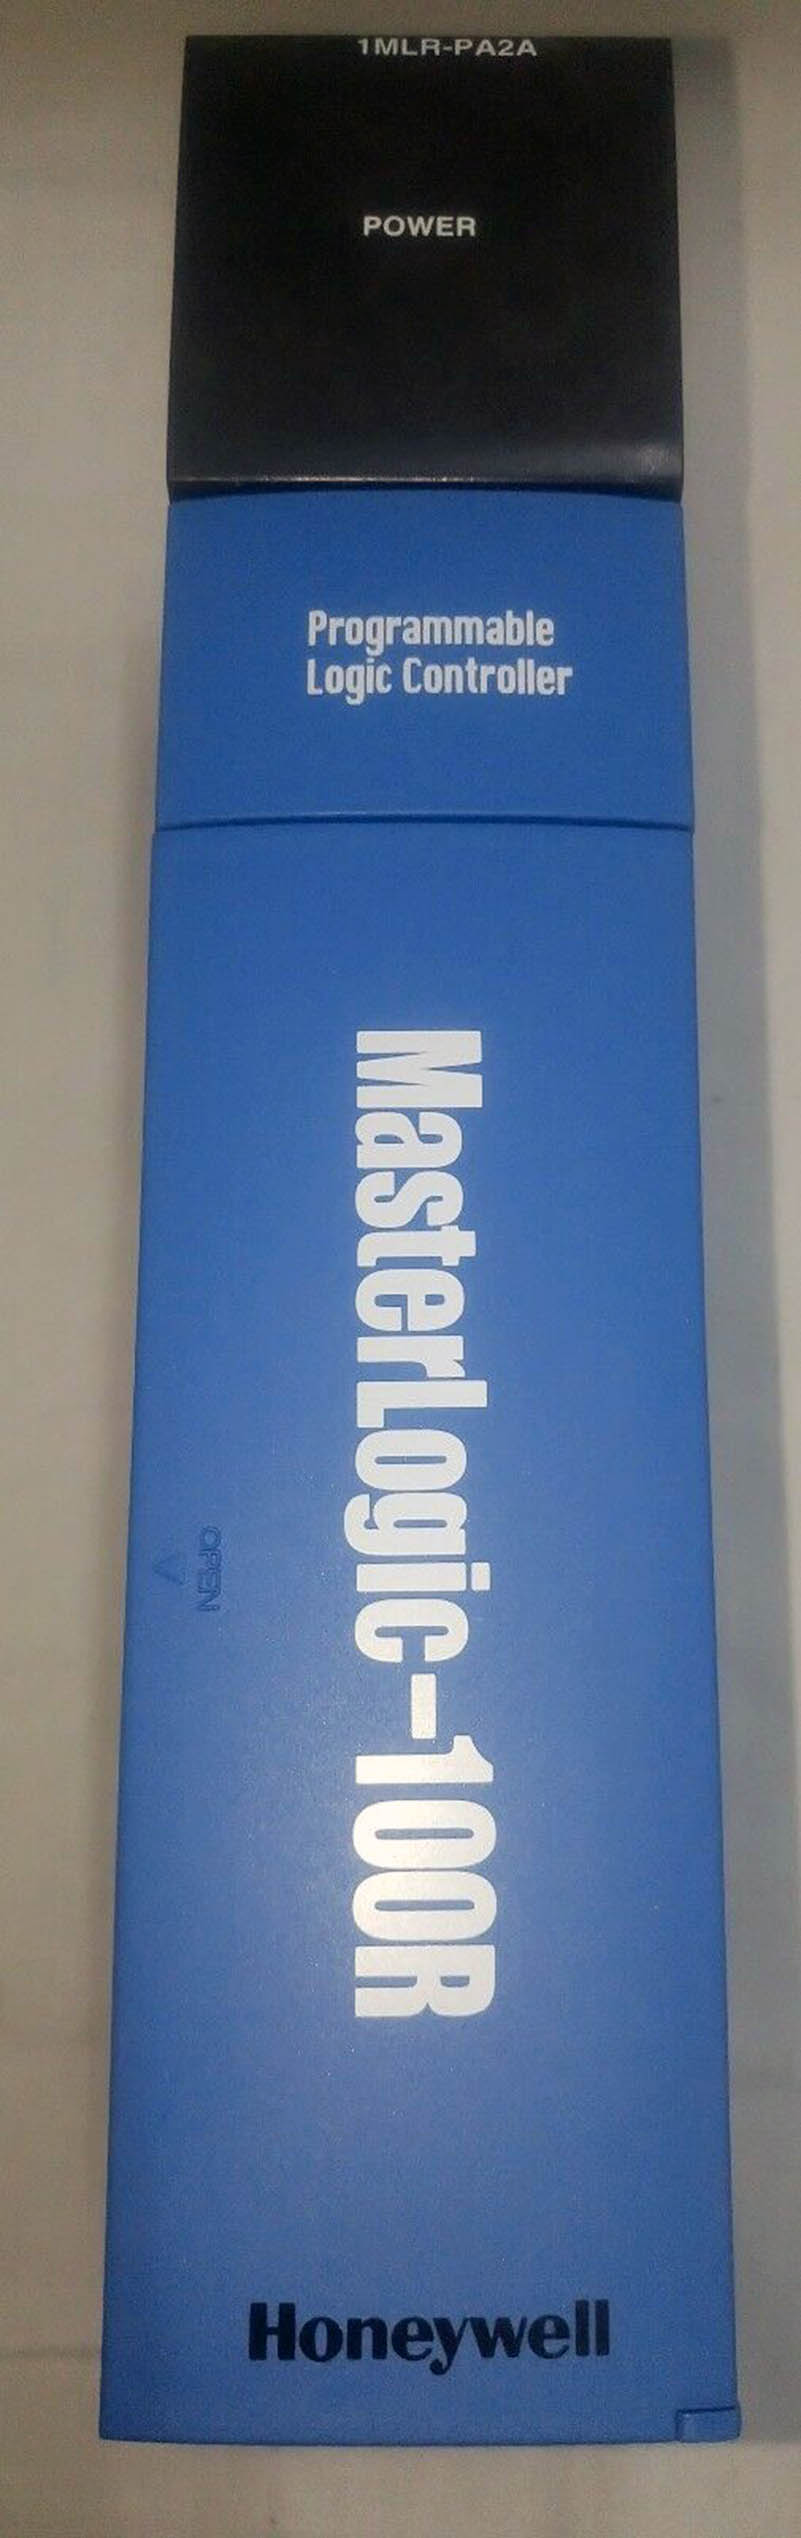 1MLR-PA2A
POWER
Programmable
Logic Controller
MasterLogic-100R
OPEN
Honeywell